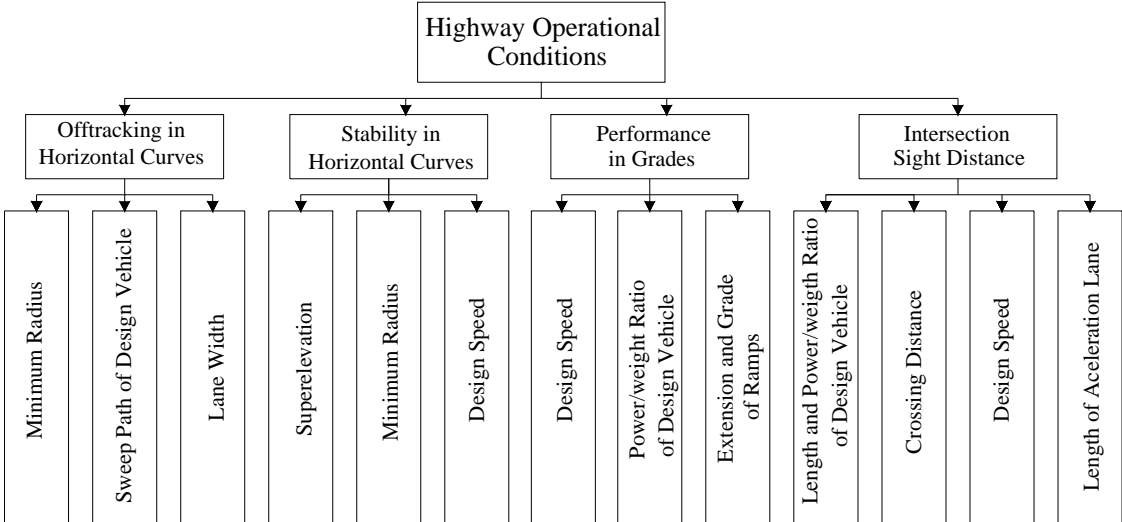 Highway Operational
Conditions
Offtracking in
Horizontal Curves
Stability in
Horizontal Curves
Performance
in Grades
Intersection
Sight Distance
Minimum Radius
Sweep Path of Design Vehicle
Lane Width
Superelevation
Minimum Radius
Design Speed
Design Speed
Power/weight Ratio
of Design Vehicle
Extension and Grade
of Ramps
Length and Power/weigth Ratio
of Design Vehicle
Crossing Distance
Design Speed
Length of Aceleration Lane